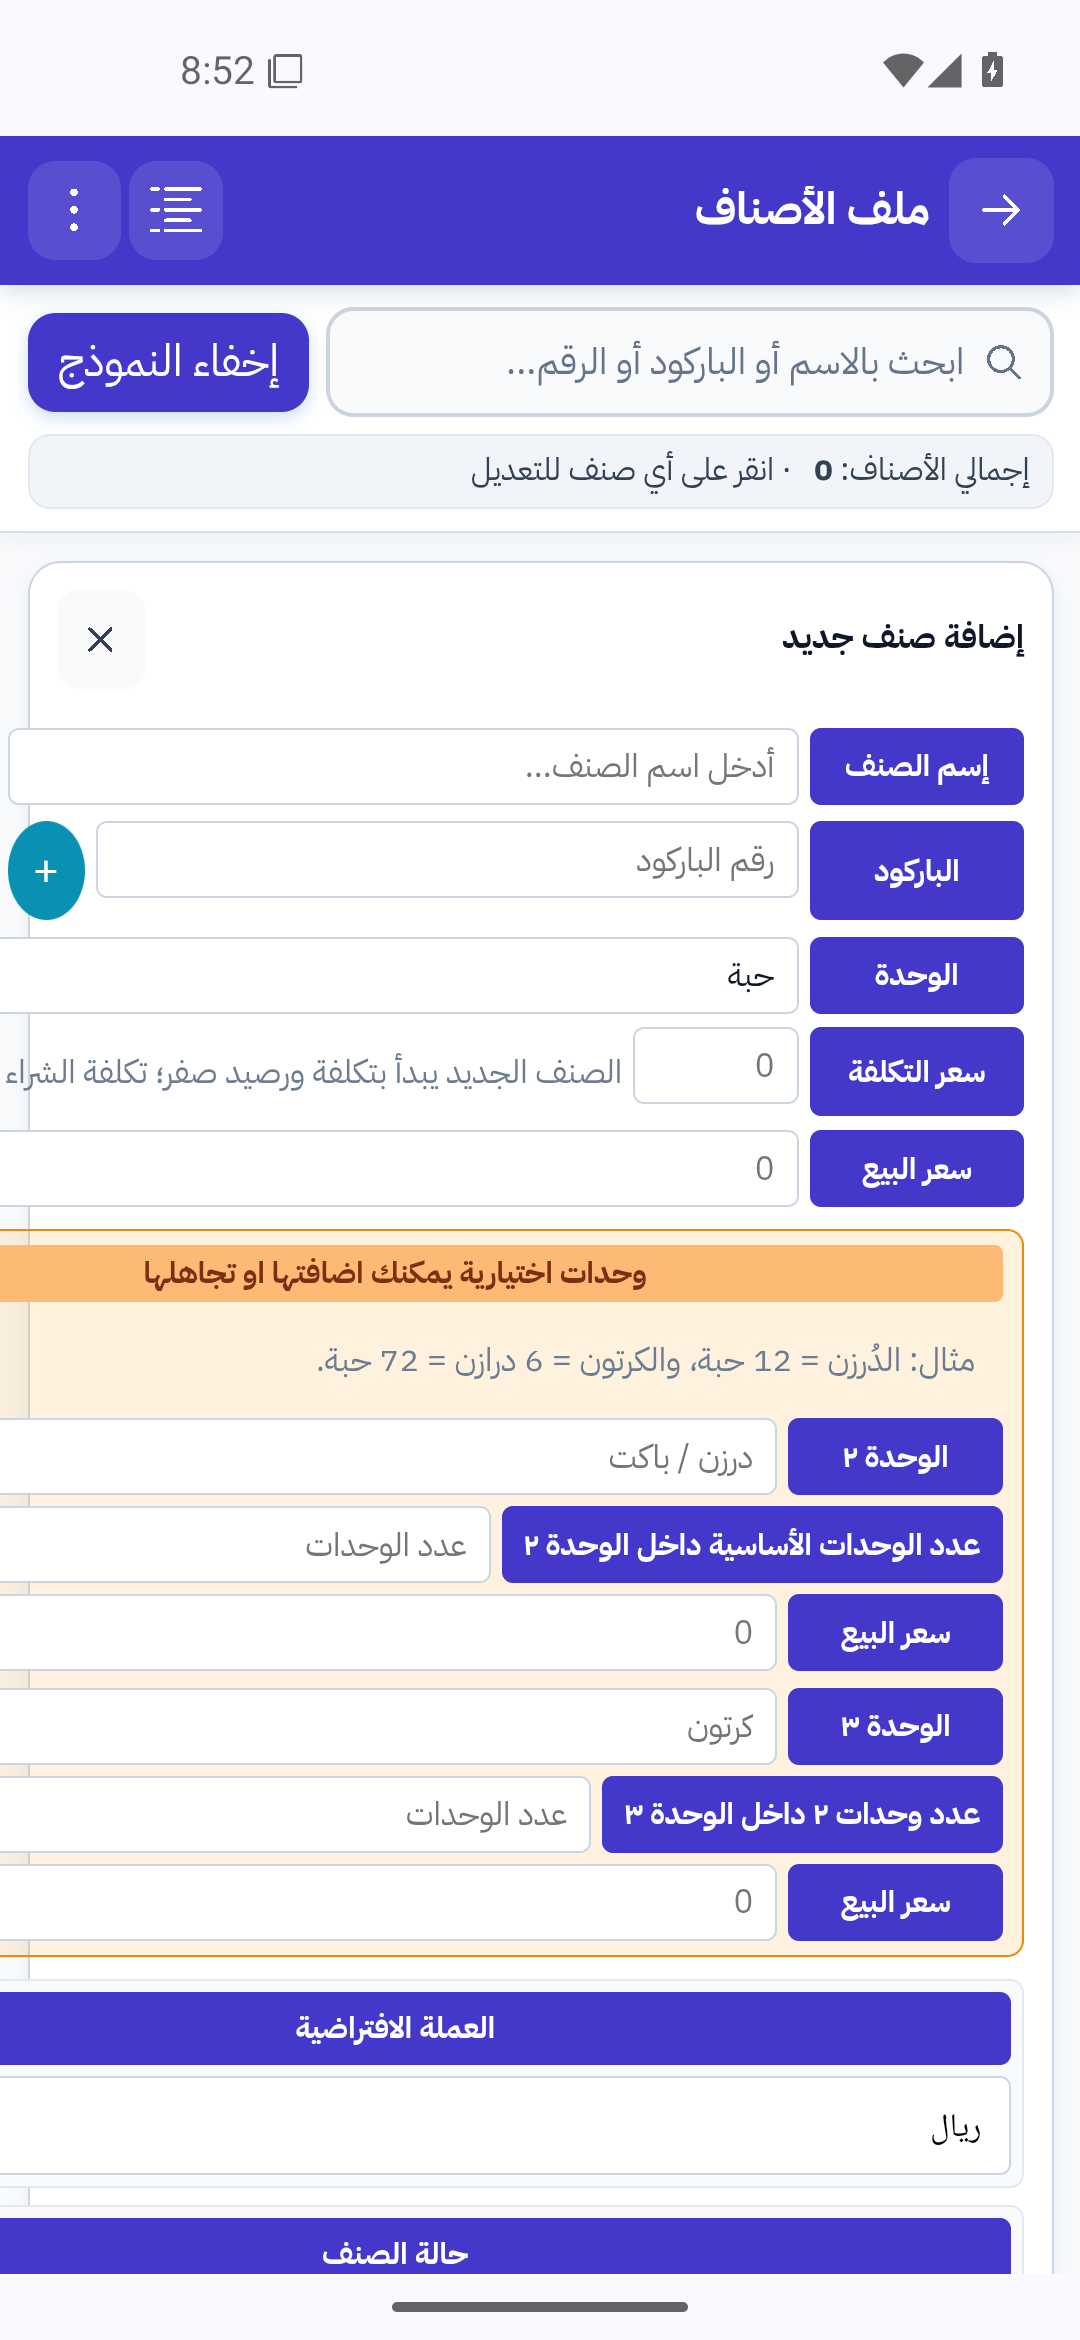 8:52
ملف الأصناف
ابحث بالاسم أو الباركود أو الرقم...
إخفاء النموذج
إجمالي الأصناف: 0 · انقر على أي صنف للتعديل
إضافة صنف جديد
إسم الصنف
أدخل اسم الصنف...
الباركود
رقم الباركود
+
الوحدة
حبة
سعر التكلفة
0
الصنف الجديد يبدأ بتكلفة ورصيد صفر؛ تكلفة الشراء
سعر البيع
0
وحدات اختيارية يمكنك اضافتها او تجاهلها
مثال: الدُرزن = 12 حبة، والكرتون = 6 درازن = 72 حبة.
الوحدة ٢
درزن / باكت
عدد الوحدات الأساسية داخل الوحدة ٢
عدد الوحدات
سعر البيع
0
الوحدة ٣
كرتون
عدد وحدات ٢ داخل الوحدة ٣
عدد الوحدات
سعر البيع
0
العملة الافتراضية
ريال
حالة الصنف